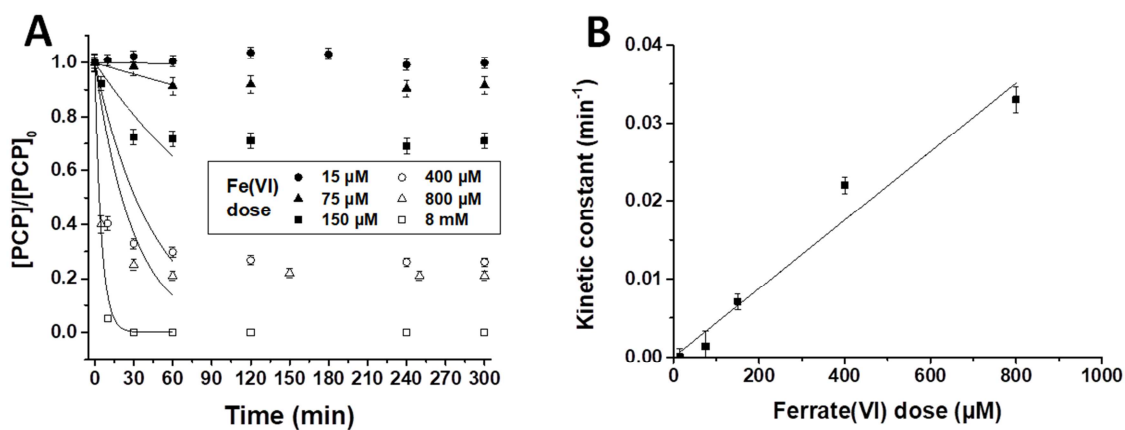 A
[PCP]/[PCP]0
1.0
0.8
0.6
0.4
0.2
0.0
Fe(VI) dose
15 µM
75 µM
150 µM
400 µM
800 µM
8 mM
0 30 60 90 120 150 180 210 240 270 300
Time (min)
B
Kinetic constant (min-1)
0.04
0.03
0.02
0.01
0.00
0 200 400 600 800 1000
Ferrate(VI) dose (µM)